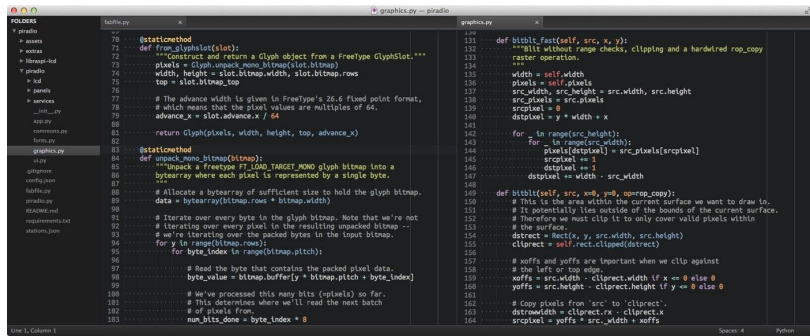 graphics.py — piradio
FOLDERS
▼ piradio
► assets
► extras
► libraspi-lcd
▼ piradio
► lcd
► panels
► services
__init__.py
app.py
commons.py
fonts.py
graphics.py
ui.py
.gitignore
config.json
fabfile.py
piradio.py
README.md
requirements.txt
stations.json
fabfile.py ×
69
70 @staticmethod
71 def from_glyphslot(slot):
72 """Construct and return a Glyph object from a FreeType GlyphSlot."""
73 pixels = Glyph.unpack_mono_bitmap(slot.bitmap)
74 width, height = slot.bitmap.width, slot.bitmap.rows
75 top = slot.bitmap_top
76
77 # The advance width is given in FreeType's 26.6 fixed point format,
78 # which means that the pixel values are multiples of 64.
79 advance_x = slot.advance.x / 64
80
81 return Glyph(pixels, width, height, top, advance_x)
82
83 @staticmethod
84 def unpack_mono_bitmap(bitmap):
85 """Unpack a freetype FT_LOAD_TARGET_MONO glyph bitmap into a
86 bytearray where each pixel is represented by a single byte.
87 """
88 # Allocate a bytearray of sufficient size to hold the glyph bitmap.
89 data = bytearray(bitmap.rows * bitmap.width)
90
91 # Iterate over every byte in the glyph bitmap. Note that we're not
92 # iterating over every pixel in the resulting unpacked bitmap --
93 # we're iterating over the packed bytes in the input bitmap.
94 for y in range(bitmap.rows):
95 for byte_index in range(bitmap.pitch):
96
97 # Read the byte that contains the packed pixel data.
98 byte_value = bitmap.buffer[y * bitmap.pitch + byte_index]
99
100 # We've processed this many bits (=pixels) so far.
101 # This determines where we'll read the next batch
102 # of pixels from.
103 num_bits_done = byte_index * 8
graphics.py ×
130
131 def bitblt_fast(self, src, x, y):
132 """Blit without range checks, clipping and a hardwired rop_copy
133 raster operation.
134 """
135 width = self.width
136 pixels = self.pixels
137 src_width, src_height = src.width, src.height
138 src_pixels = src.pixels
139 srcpixel = 0
140 dstpixel = y * width + x
141
142 for _ in range(src_height):
143 for _ in range(src_width):
144 pixels[dstpixel] = src_pixels[srcpixel]
145 srcpixel += 1
146 dstpixel += 1
147 dstpixel += width - src_width
148
149 def bitblt(self, src, x=0, y=0, op=rop_copy):
150 # This is the area within the current surface we want to draw in.
151 # It potentially lies outside of the bounds of the current surface.
152 # Therefore we must clip it to only cover valid pixels within
153 # the surface.
154 dstrect = Rect(x, y, src.width, src.height)
155 cliprect = self.rect.clipped(dstrect)
156
157 # xoffs and yoffs are important when we clip against
158 # the left or top edge.
159 xoffs = src.width - cliprect.width if x <= 0 else 0
160 yoffs = src.height - cliprect.height if y <= 0 else 0
161
162 # Copy pixels from `src` to `cliprect`.
163 dstrowwidth = cliprect.rx - cliprect.x
164 srcpixel = yoffs * src._width + xoffs
Line 1, Column 1
Spaces: 4
Python